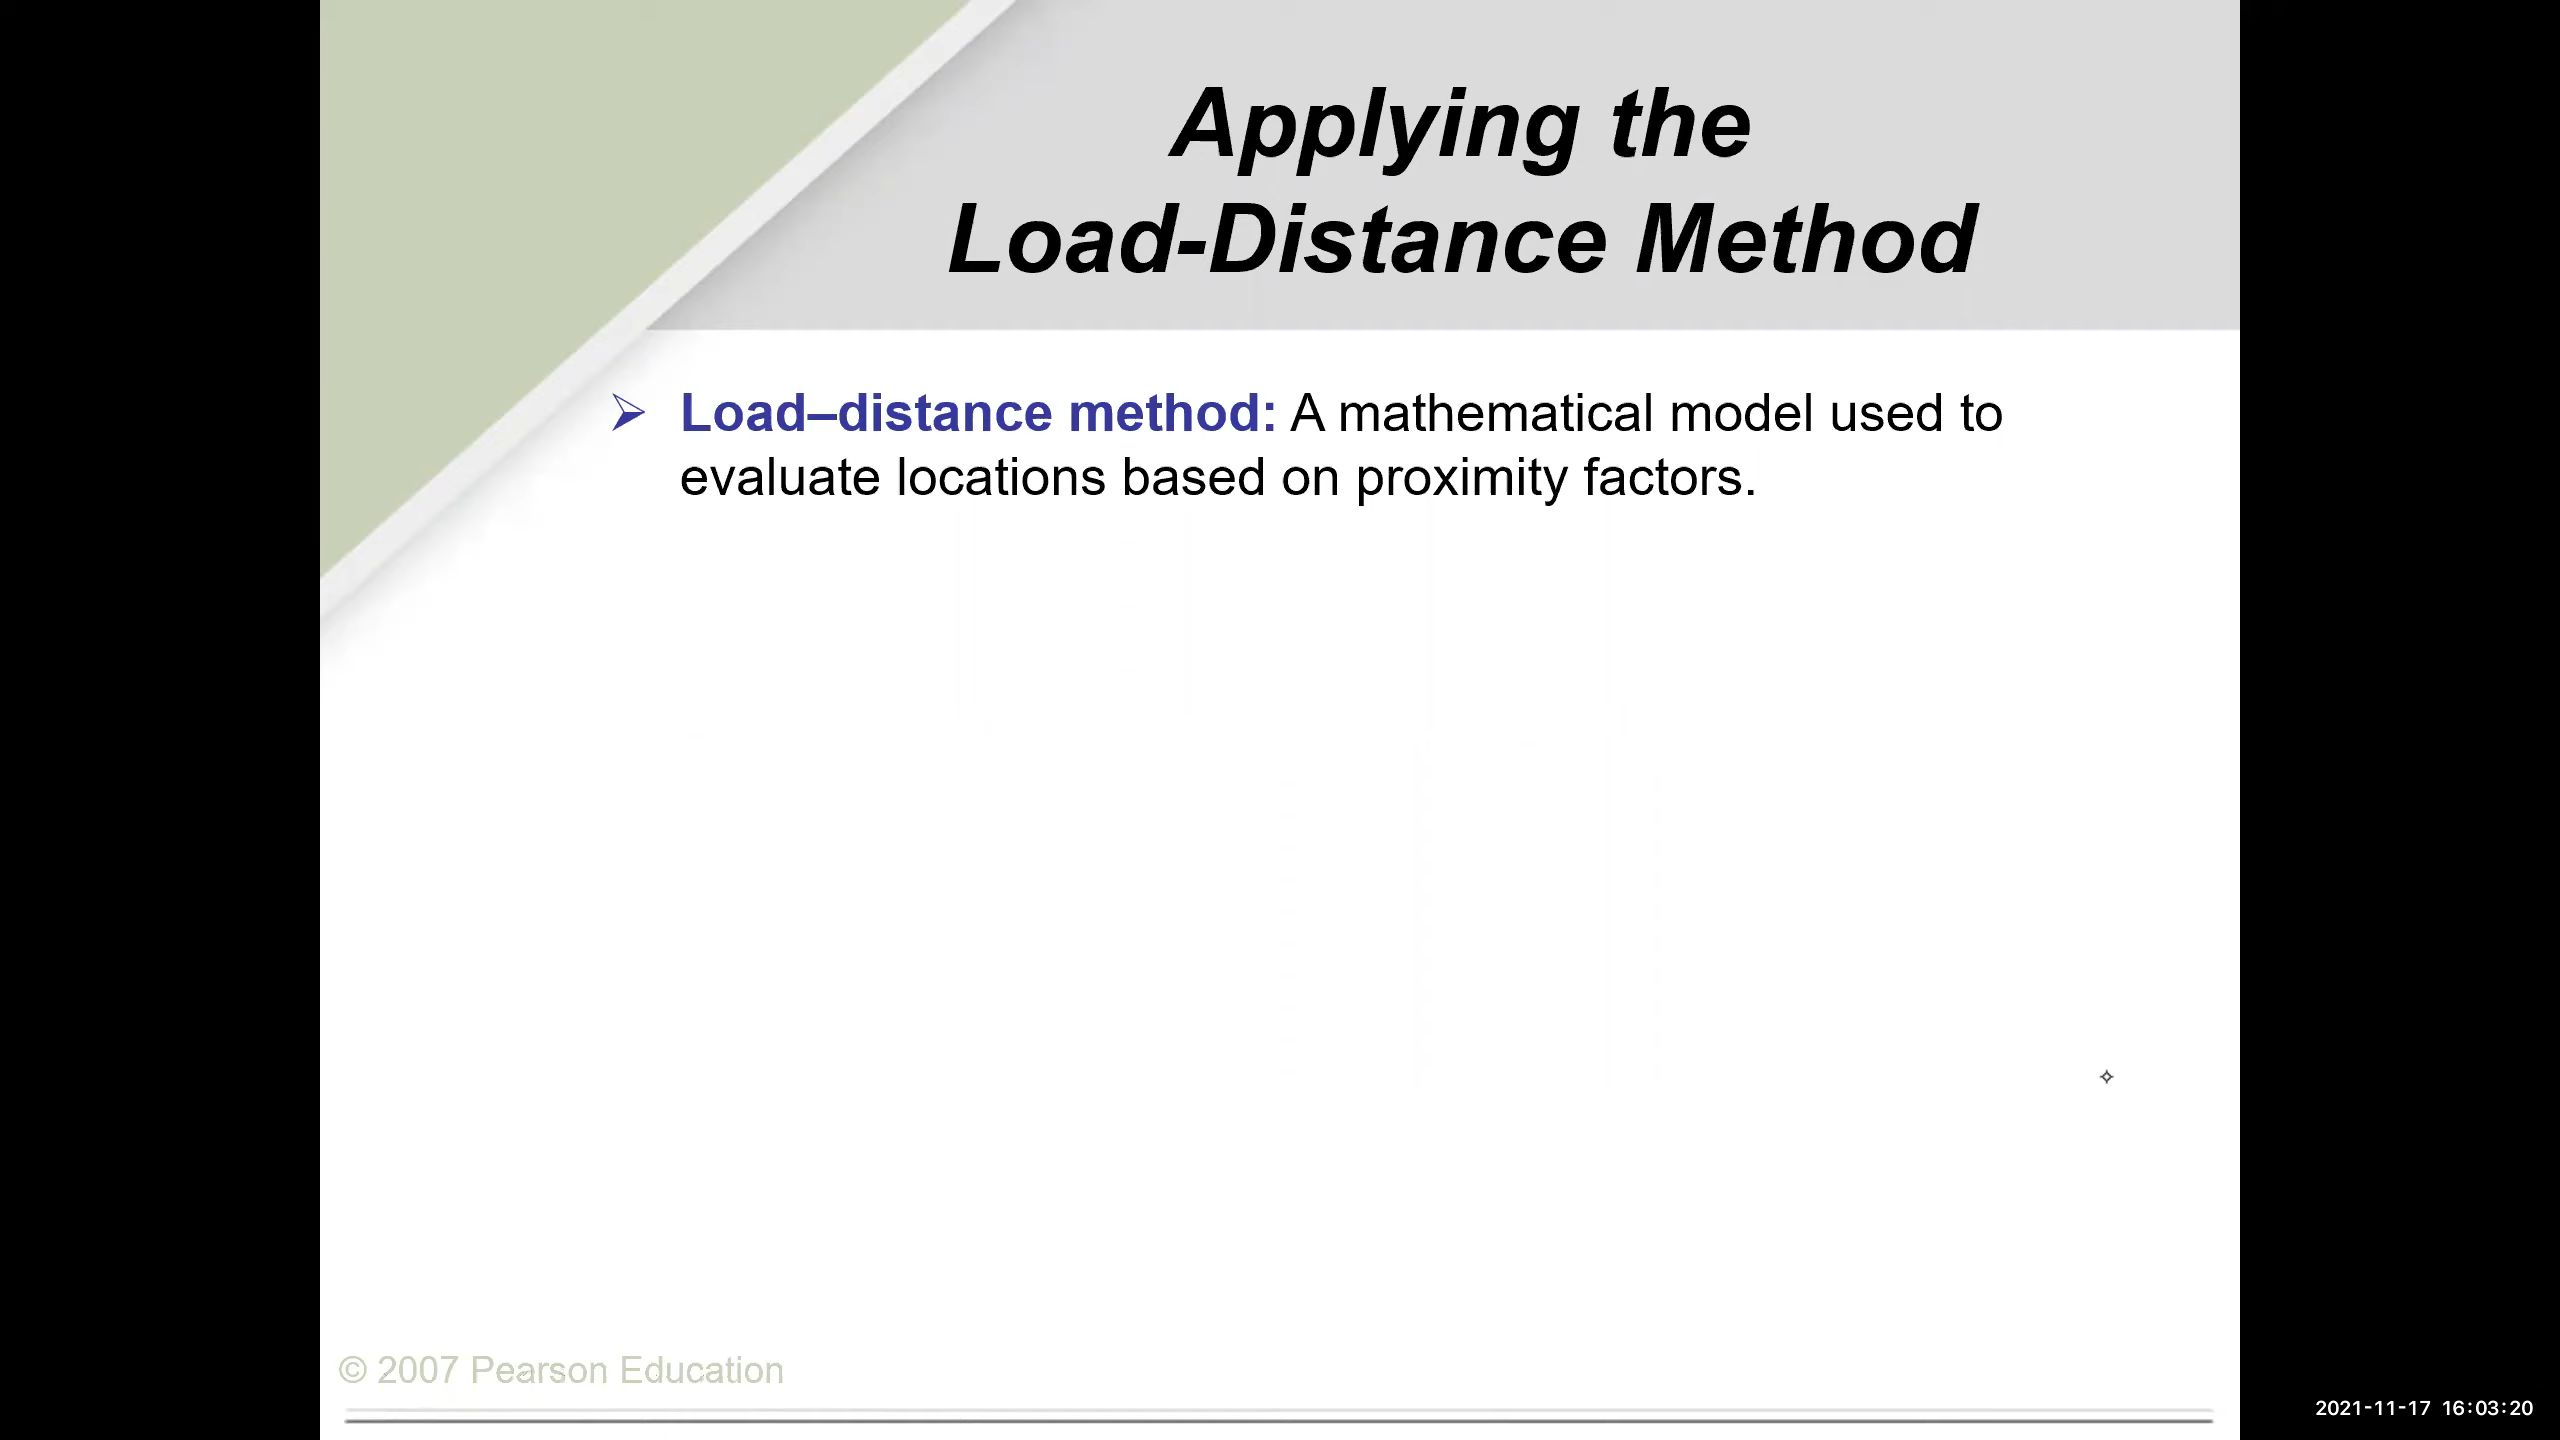 Applying the
Load-Distance Method
Load–distance method: A mathematical model used to
evaluate locations based on proximity factors.
© 2007 Pearson Education
2021-11-17 16:03:20